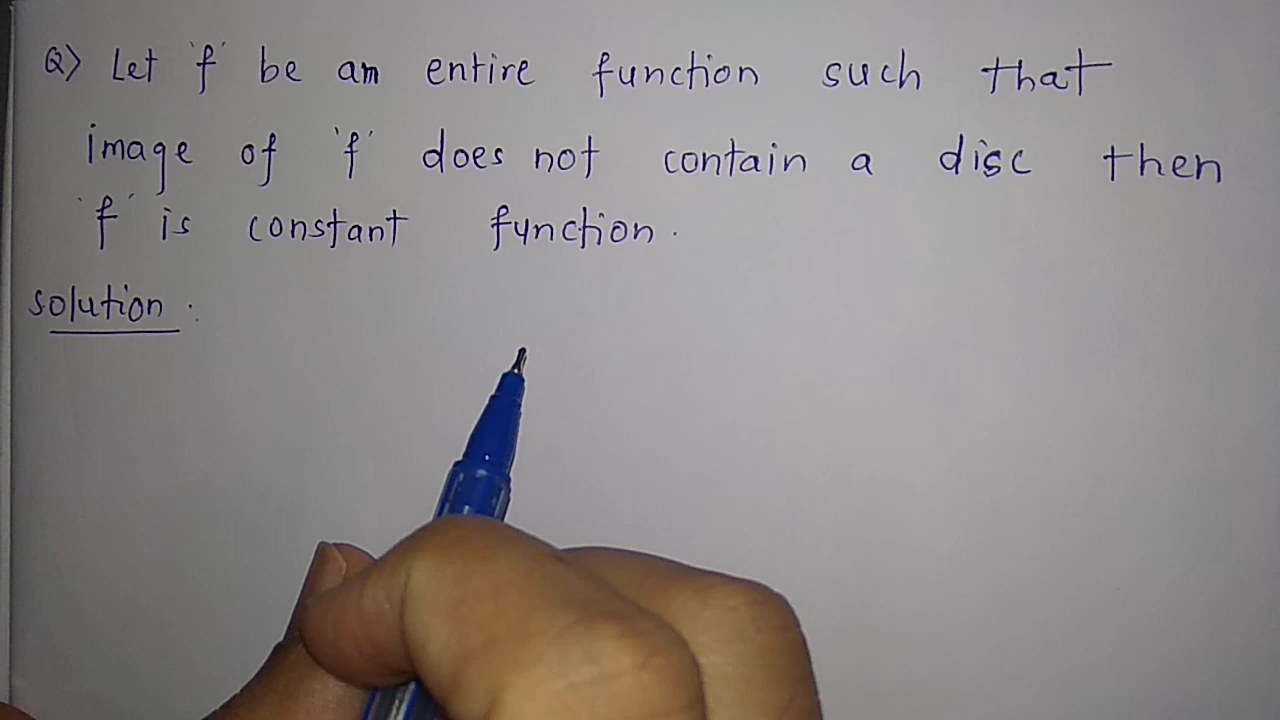 Q> Let 'f' be an entire function such that
image of 'f' does not contain a disc then
'f' is constant function.
Solution :